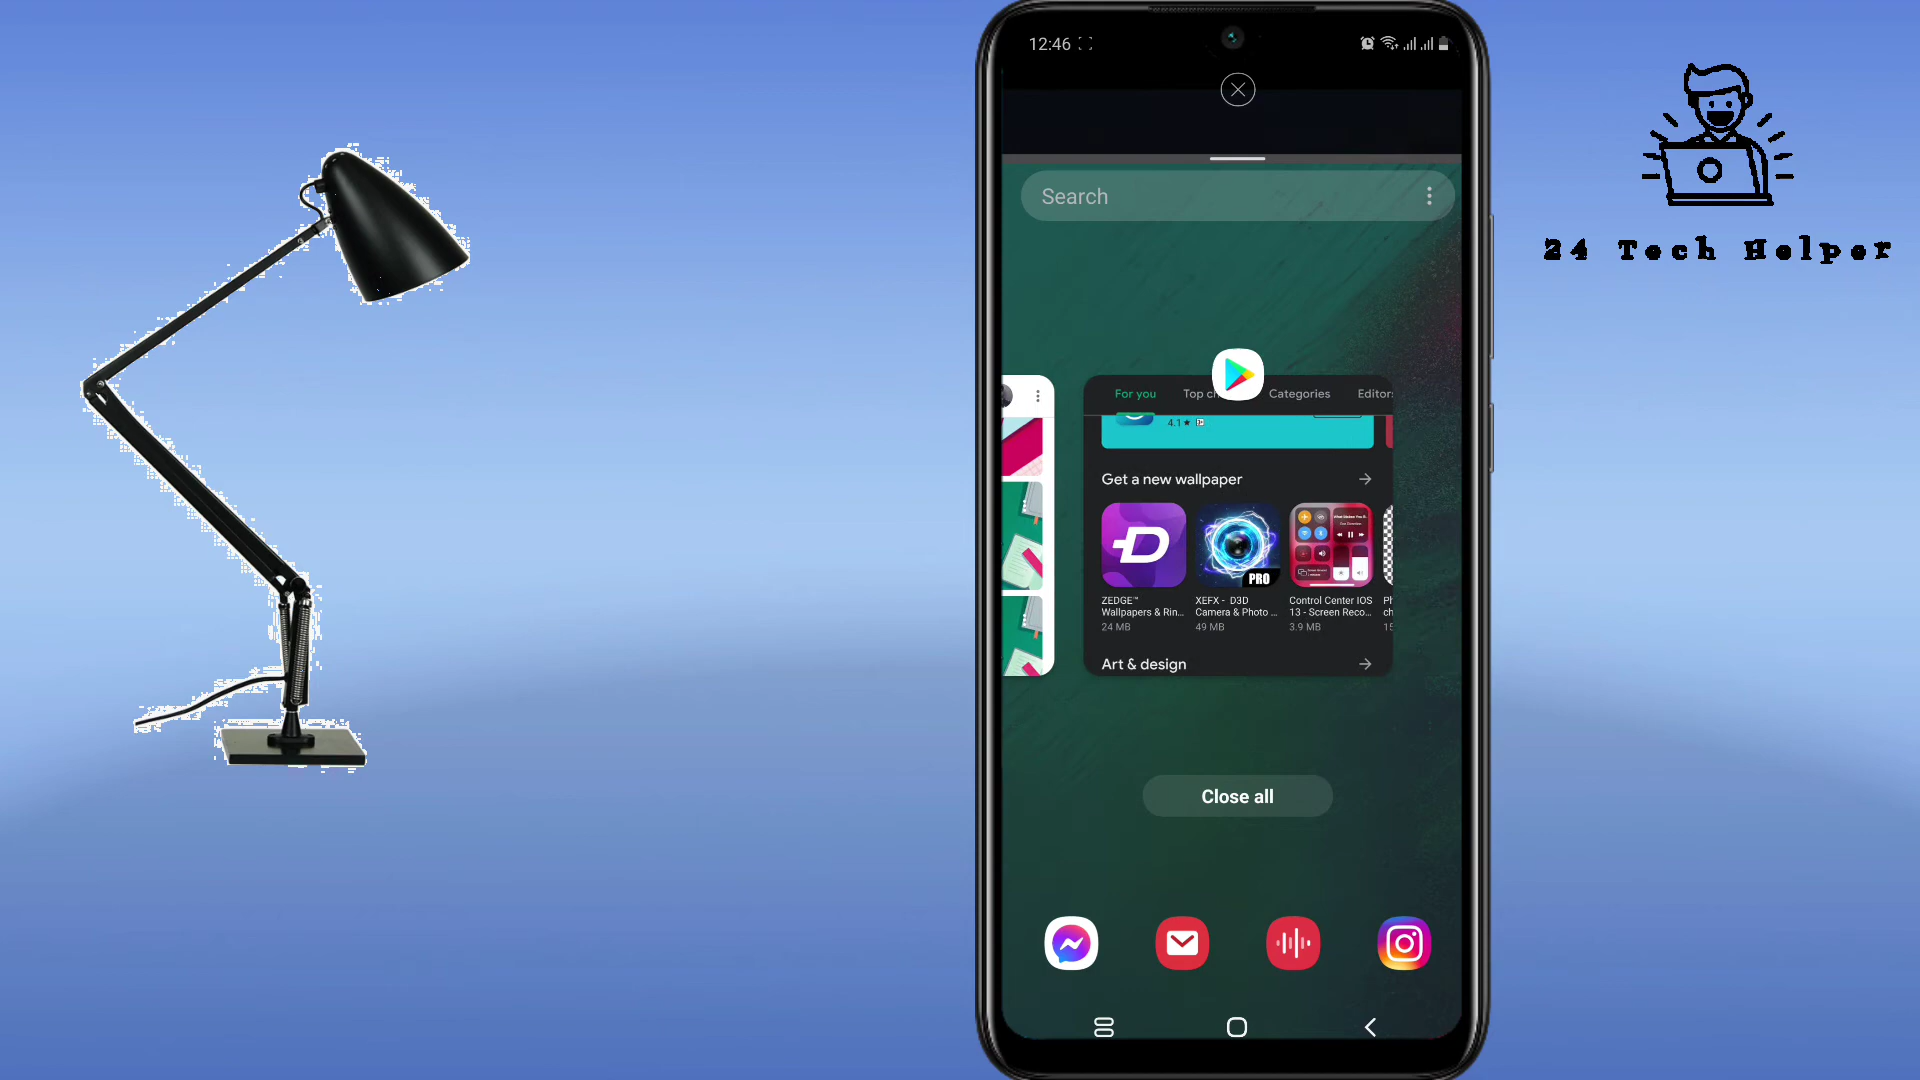 12:46
Search
For you
Top
Categories
4.1★
Get a new wallpaper
PRO
ZEDGE™
Wallpapers & Rin...
24 MB
XEFX - D3D
Camera & Photo ...
49 MB
Control Center IOS
13 - Screen Reco...
3.9 MB
Art & design
Close all
24 Tech Helper